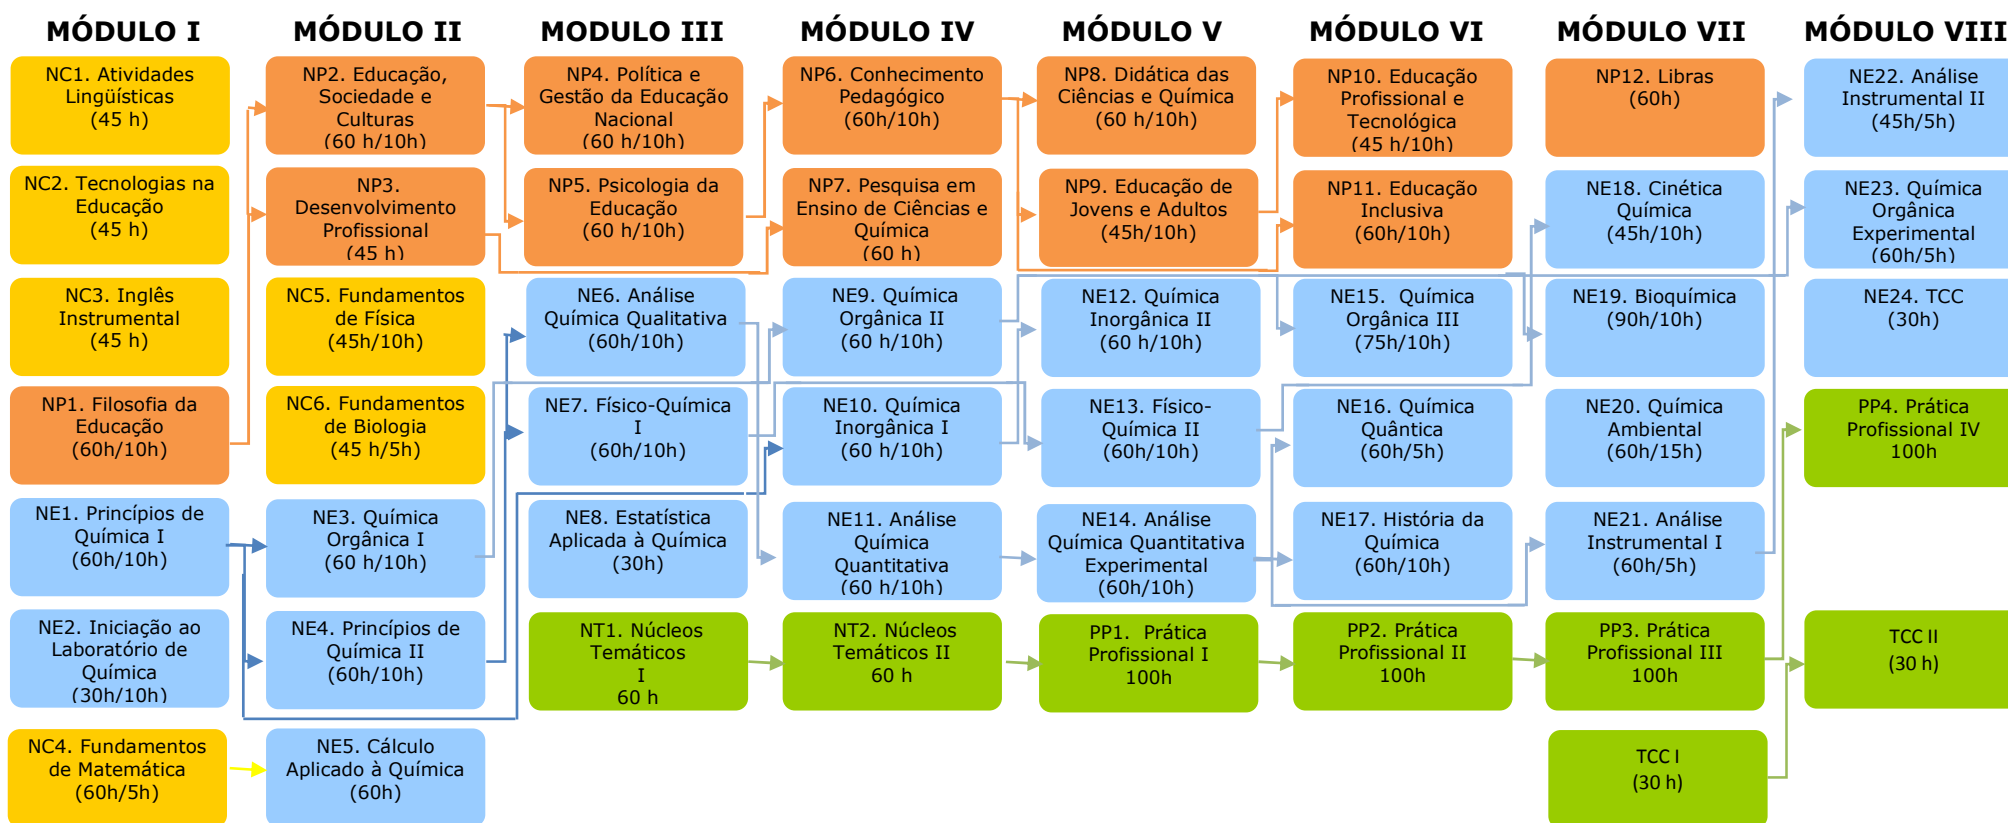 MÓDULO I
MÓDULO II
MODULO III
MÓDULO IV
MÓDULO V
MÓDULO VI
MÓDULO VII
MÓDULO VIII
NC1. Atividades
Lingüísticas
(45 h)
NP2. Educação,
Sociedade e
Culturas
(60 h/10h)
NP4. Política e
Gestão da Educação
Nacional
(60 h/10h)
NP6. Conhecimento
Pedagógico
(60h/10h)
NP8. Didática das
Ciências e Química
(60 h/10h)
NP10. Educação
Profissional e
Tecnológica
(45 h/10h)
NP12. Libras
(60h)
NE22. Análise
Instrumental II
(45h/5h)
NC2. Tecnologias na
Educação
(45 h)
NP3.
Desenvolvimento
Profissional
(45 h)
NP5. Psicologia da
Educação
(60 h/10h)
NP7. Pesquisa em
Ensino de Ciências e
Química
(60 h)
NP9. Educação de
Jovens e Adultos
(45h/10h)
NP11. Educação
Inclusiva
(60h/10h)
NE18. Cinética
Química
(45h/10h)
NE23. Química
Orgânica
Experimental
(60h/5h)
NC3. Inglês
Instrumental
(45 h)
NC5. Fundamentos
de Física
(45h/10h)
NE6. Análise
Química Qualitativa
(60h/10h)
NE9. Química
Orgânica II
(60 h/10h)
NE12. Química
Inorgânica II
(60 h/10h)
NE15. Química
Orgânica III
(75h/10h)
NE19. Bioquímica
(90h/10h)
NE24. TCC
(30h)
NP1. Filosofia da
Educação
(60h/10h)
NC6. Fundamentos
de Biologia
(45 h/5h)
NE7. Físico-Química
I
(60h/10h)
NE10. Química
Inorgânica I
(60 h/10h)
NE13. Físico-
Química II
(60h/10h)
NE16. Química
Quântica
(60h/5h)
NE20. Química
Ambiental
(60h/15h)
PP4. Prática
Profissional IV
100h
NE1. Princípios de
Química I
(60h/10h)
NE3. Química
Orgânica I
(60 h/10h)
NE8. Estatística
Aplicada à Química
(30h)
NE11. Análise
Química
Quantitativa
(60 h/10h)
NE14. Análise
Química Quantitativa
Experimental
(60h/10h)
NE17. História da
Química
(60h/10h)
NE21. Análise
Instrumental I
(60h/5h)
NE2. Iniciação ao
Laboratório de
Química
(30h/10h)
NE4. Princípios de
Química II
(60h/10h)
NT1. Núcleos
Temáticos
I
60 h
NT2. Núcleos
Temáticos II
60 h
PP1. Prática
Profissional I
100h
PP2. Prática
Profissional II
100h
PP3. Prática
Profissional III
100h
TCC II
(30 h)
NC4. Fundamentos
de Matemática
(60h/5h)
NE5. Cálculo
Aplicado à Química
(60h)
TCC I
(30 h)